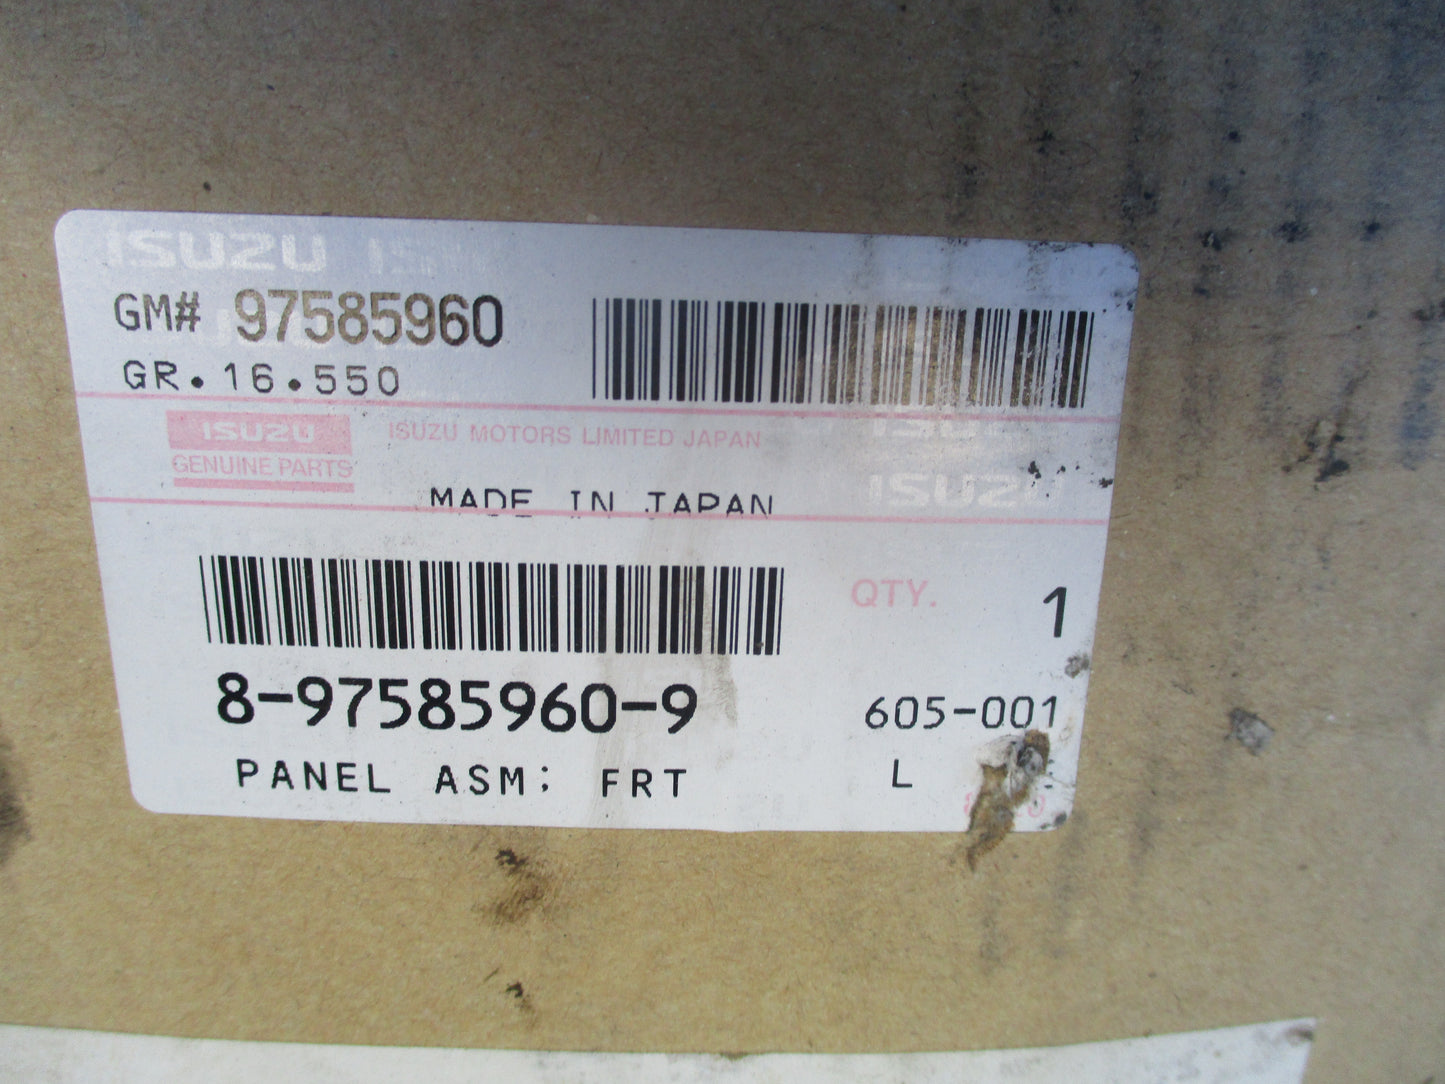 ISUZU
GM# 97585960
GR.16.550
ISUZU
GENUINE PARTS
ISUZU MOTORS LIMITED JAPAN
ISUZU
MADE IN JAPAN
QTY. 1
8-97585960-9
605-001
PANEL ASM; FRT
L